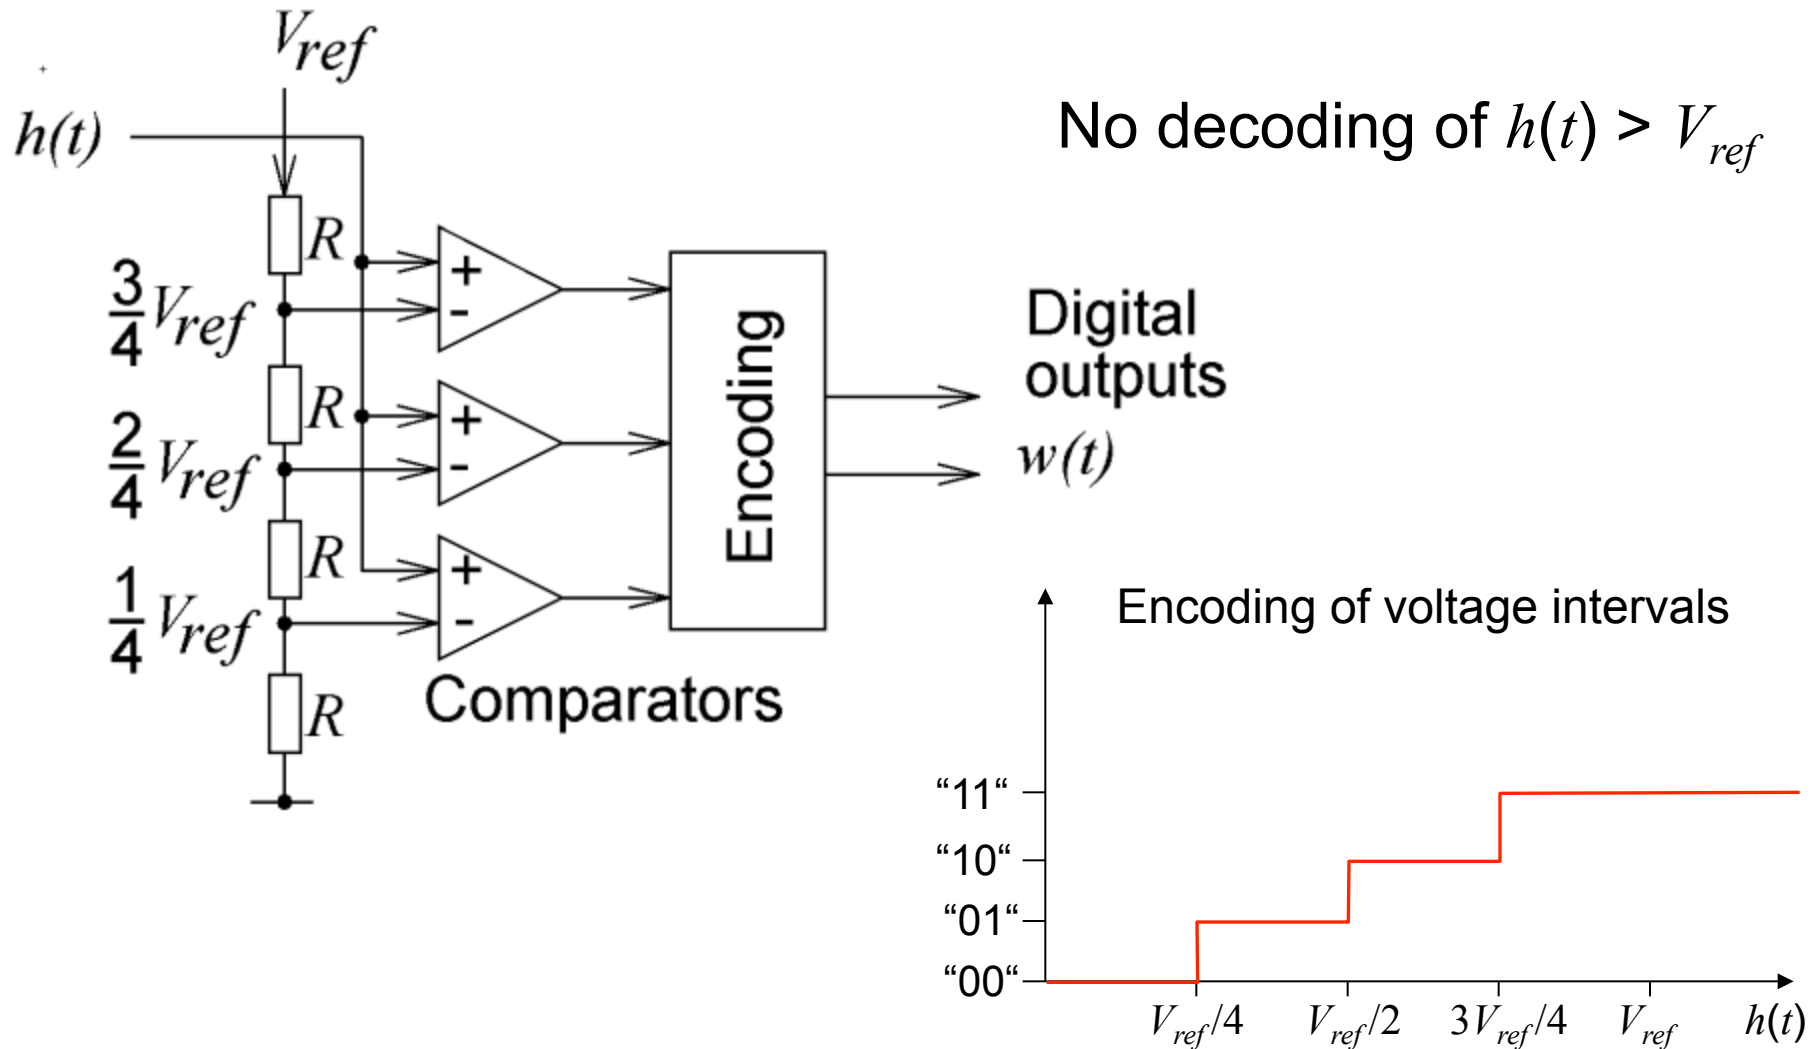 V_ref
h(t)
No decoding of h(t) > V_ref
R
3/4 V_ref
+
-
R
2/4 V_ref
+
-
R
1/4 V_ref
+
-
R
Comparators
Encoding
Digital
outputs
w(t)
Encoding of voltage intervals
“11“
“10“
“01“
“00“
V_ref/4 V_ref/2 3V_ref/4 V_ref h(t)